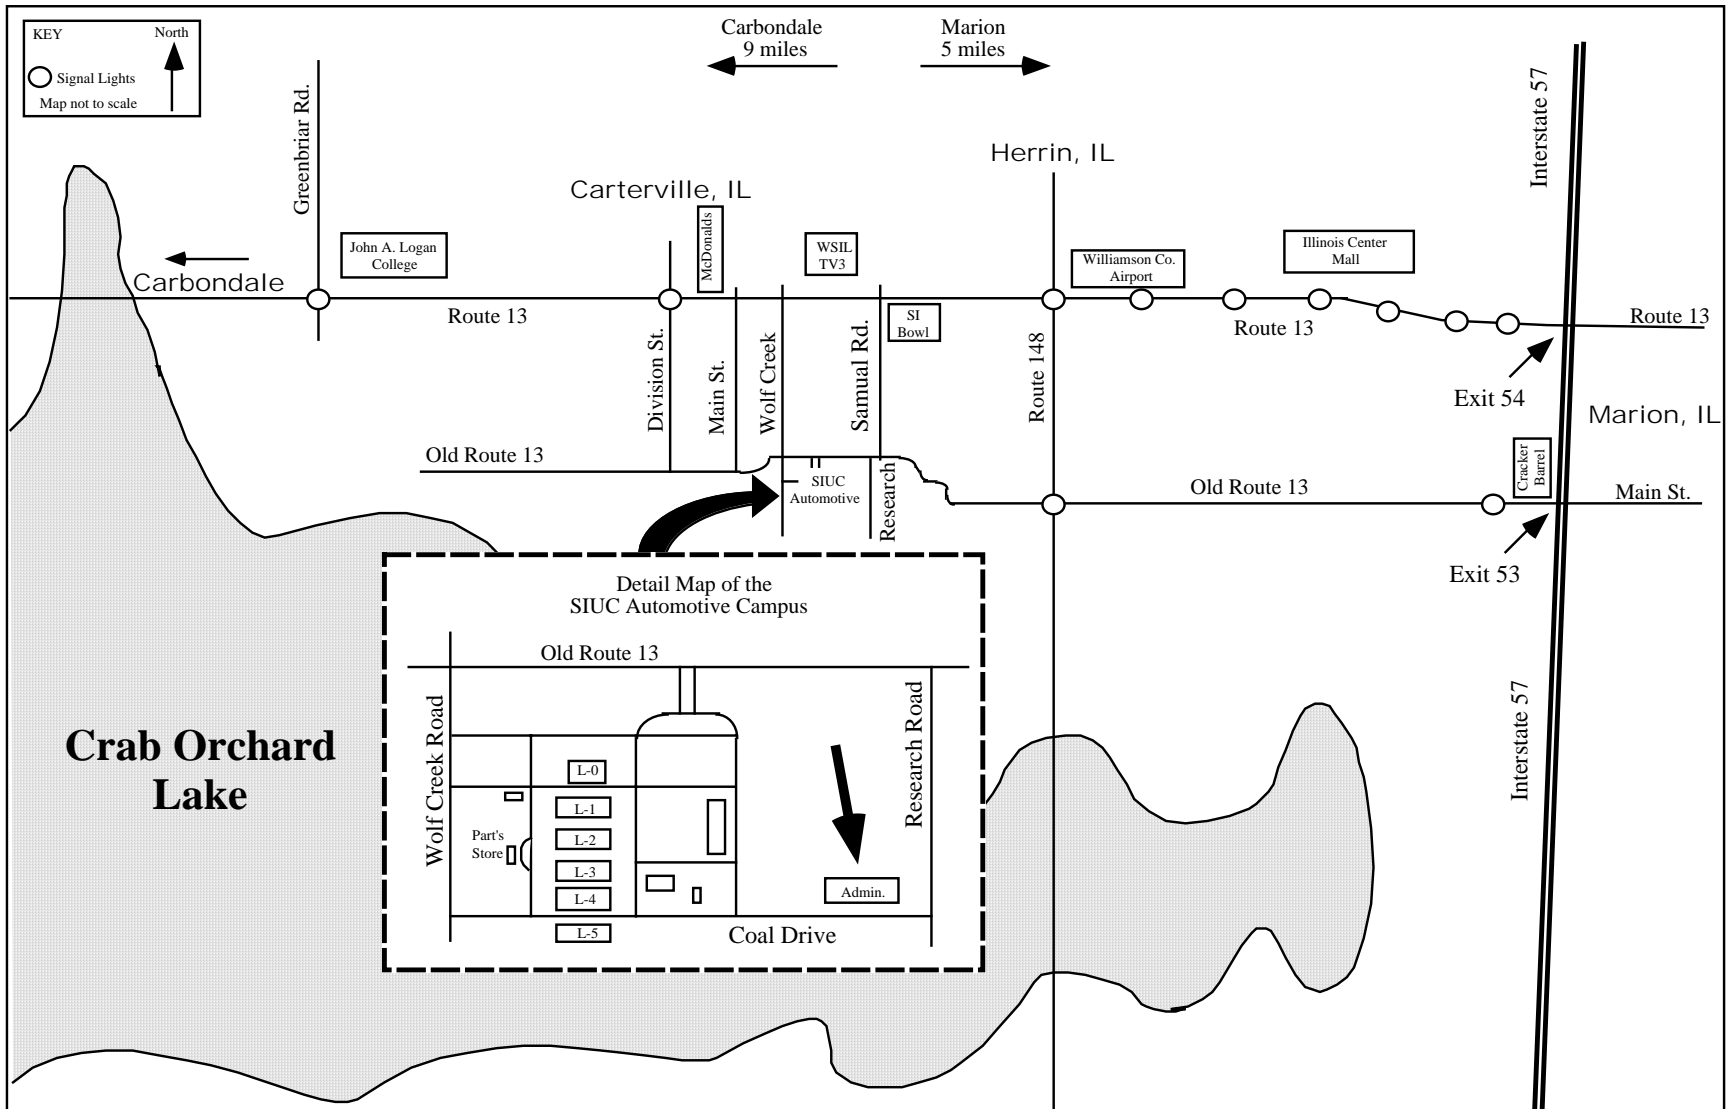 KEY
North
Signal Lights
Map not to scale
Carbondale
9 miles
Marion
5 miles
Greenbriar Rd.
Interstate 57
Herrin, IL
Carterville, IL
McDonalds
John A. Logan
College
WSIL
TV3
Williamson Co.
Airport
Illinois Center
Mall
Carbondale
Route 13
SI
Bowl
Route 13
Route 13
Division St.
Main St.
Wolf Creek
Samual Rd.
Route 148
Exit 54
Marion, IL
Old Route 13
SIUC
Automotive
Research
Old Route 13
Cracker
Barrel
Main St.
Exit 53
Detail Map of the
SIUC Automotive Campus
Old Route 13
Wolf Creek Road
Research Road
Interstate 57
Crab Orchard
Lake
L-0
L-1
Part's
Store
L-2
L-3
L-4
Admin.
L-5
Coal Drive